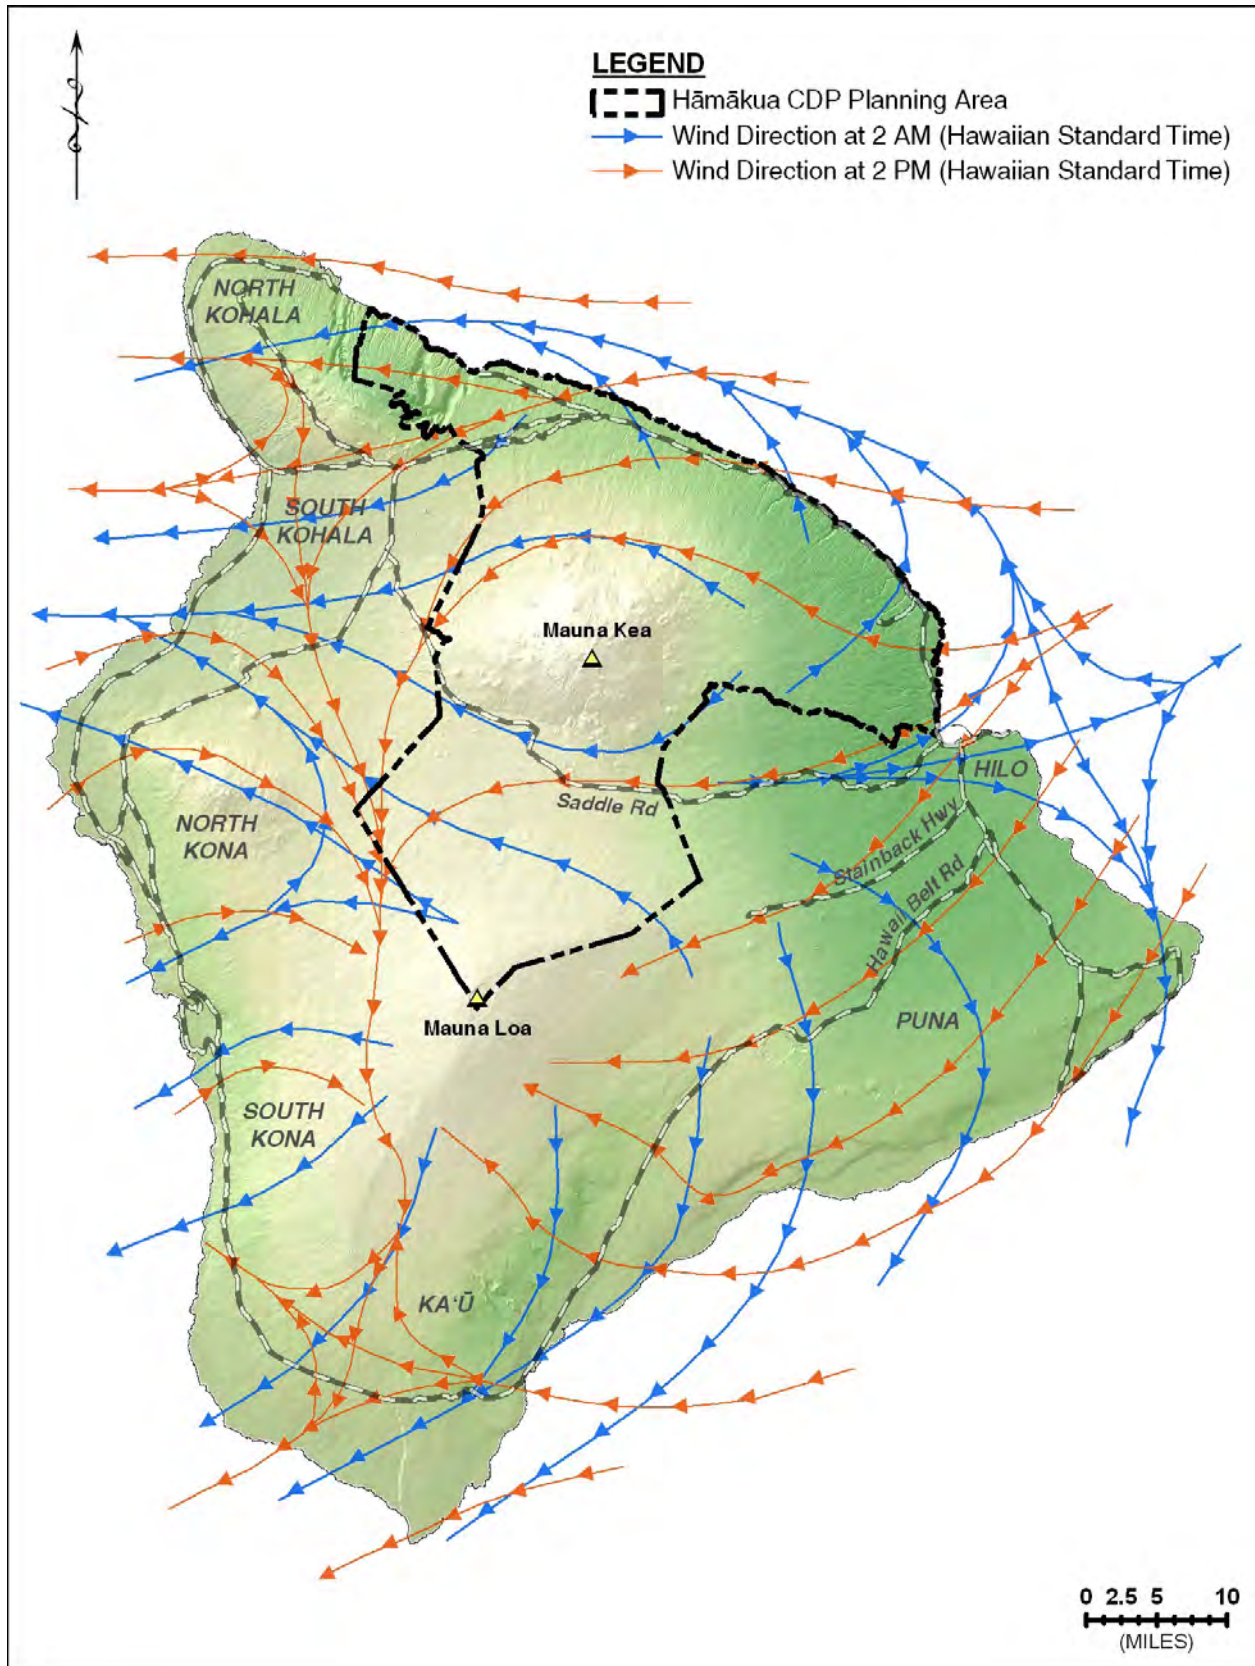 LEGEND
Hāmākua CDP Planning Area
Wind Direction at 2 AM (Hawaiian Standard Time)
Wind Direction at 2 PM (Hawaiian Standard Time)
NORTH
KOHALA
SOUTH
KOHALA
Mauna Kea
HILO
Saddle Rd
NORTH
KONA
Stainback Hwy
Hawaii Belt Rd
Mauna Loa
PUNA
SOUTH
KONA
KA‘Ū
0 2.5 5 10
(MILES)